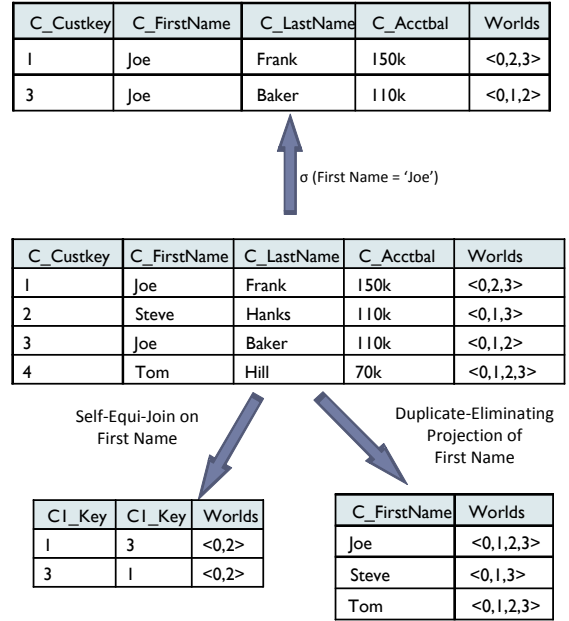 C_Custkey C_FirstName C_LastName C_Acctbal Worlds
1 Joe Frank 150k <0,2,3>
3 Joe Baker 110k <0,1,2>
σ (First Name = 'Joe')
C_Custkey C_FirstName C_LastName C_Acctbal Worlds
1 Joe Frank 150k <0,2,3>
2 Steve Hanks 110k <0,1,3>
3 Joe Baker 110k <0,1,2>
4 Tom Hill 70k <0,1,2,3>
Self-Equi-Join on
First Name
Duplicate-Eliminating
Projection of
First Name
C1_Key C1_Key Worlds
1 3 <0,2>
3 1 <0,2>
C_FirstName Worlds
Joe <0,1,2,3>
Steve <0,1,3>
Tom <0,1,2,3>